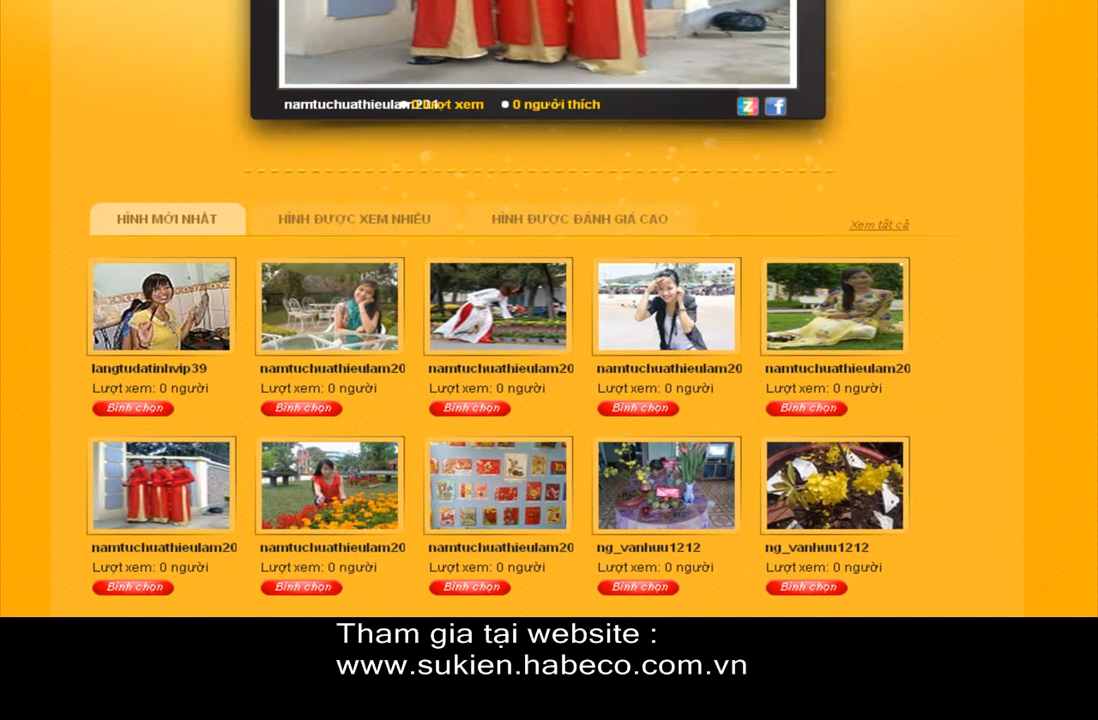 namtuchuathieulam201
0 lượt xem
0 người thích
HÌNH MỚI NHẤT
HÌNH ĐƯỢC XEM NHIỀU
HÌNH ĐƯỢC ĐÁNH GIÁ CAO
Xem tất cả
langtudatinhvip39
namtuchuathieulam20
namtuchuathieulam20
namtuchuathieulam20
namtuchuathieulam20
Lượt xem: 0 người
Lượt xem: 0 người
Lượt xem: 0 người
Lượt xem: 0 người
Lượt xem: 0 người
Bình chọn
Bình chọn
Bình chọn
Bình chọn
Bình chọn
namtuchuathieulam20
namtuchuathieulam20
namtuchuathieulam20
ng_vanhuu1212
ng_vanhuu1212
Lượt xem: 0 người
Lượt xem: 0 người
Lượt xem: 0 người
Lượt xem: 0 người
Lượt xem: 0 người
Bình chọn
Bình chọn
Bình chọn
Bình chọn
Bình chọn
Tham gia tại website :
www.sukien.habeco.com.vn